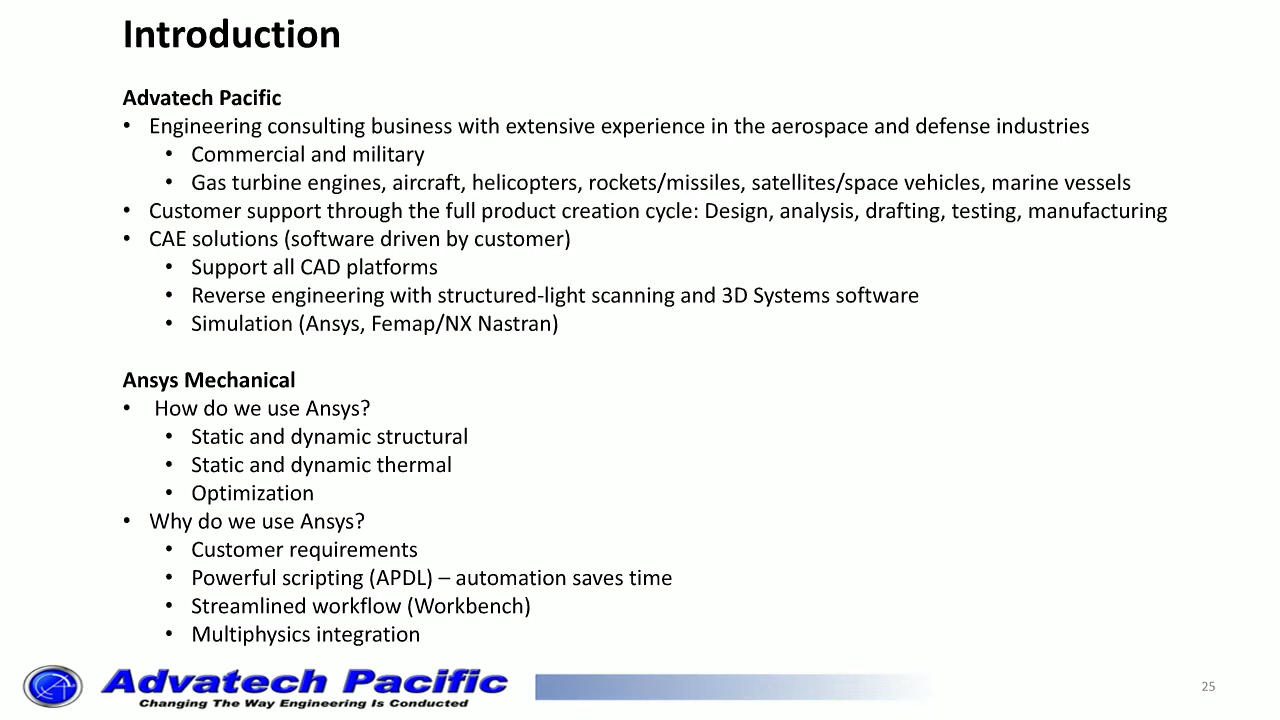 Introduction
Advatech Pacific
• Engineering consulting business with extensive experience in the aerospace and defense industries
• Commercial and military
• Gas turbine engines, aircraft, helicopters, rockets/missiles, satellites/space vehicles, marine vessels
• Customer support through the full product creation cycle: Design, analysis, drafting, testing, manufacturing
• CAE solutions (software driven by customer)
• Support all CAD platforms
• Reverse engineering with structured-light scanning and 3D Systems software
• Simulation (Ansys, Femap/NX Nastran)
Ansys Mechanical
• How do we use Ansys?
• Static and dynamic structural
• Static and dynamic thermal
• Optimization
• Why do we use Ansys?
• Customer requirements
• Powerful scripting (APDL) – automation saves time
• Streamlined workflow (Workbench)
• Multiphysics integration
Advatech Pacific
Changing The Way Engineering Is Conducted
25